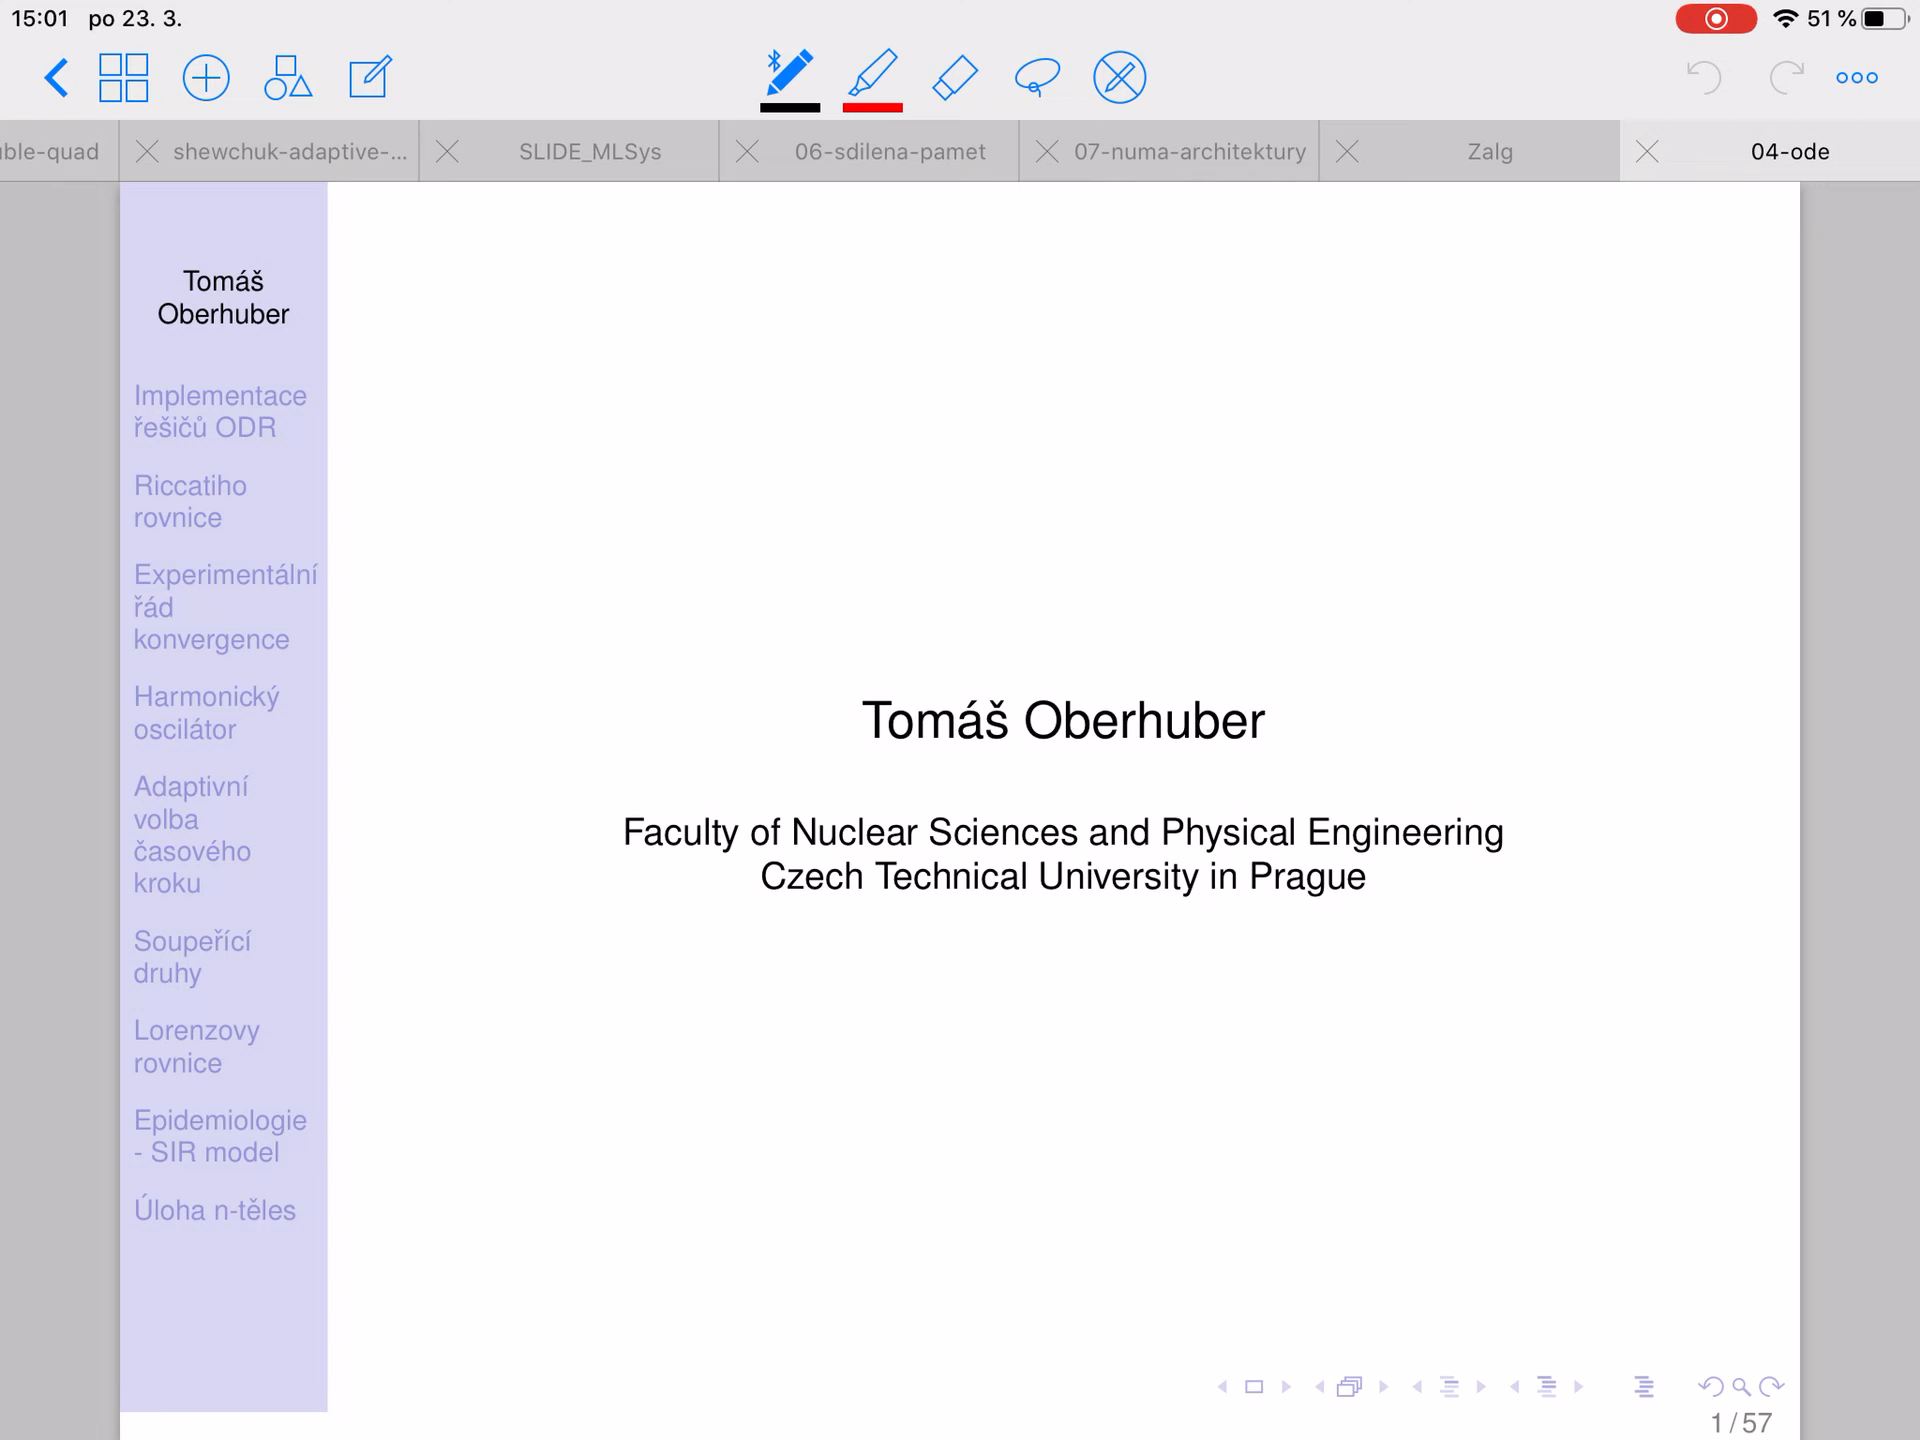 15:01 po 23. 3.
51 %
ble-quad
shewchuk-adaptive-...
SLIDE_MLSys
06-sdilena-pamet
07-numa-architektury
Zalg
04-ode
Tomáš
Oberhuber
Implementace
řešičů ODR
Riccatiho
rovnice
Experimentální
řád
konvergence
Harmonický
oscilátor
Adaptivní
volba
časového
kroku
Soupeřící
druhy
Lorenzovy
rovnice
Epidemiologie
- SIR model
Úloha n-těles
Tomáš Oberhuber
Faculty of Nuclear Sciences and Physical Engineering
Czech Technical University in Prague
1 / 57